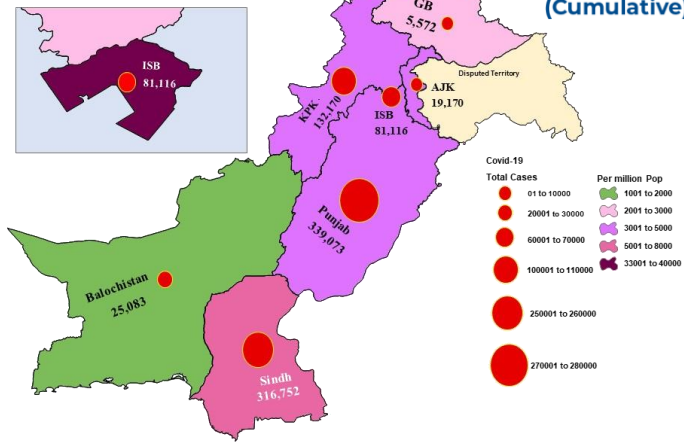 (Cumulative)
GB
5,572
ISB
81,116
Disputed Territory
AJK
19,170
KPK
132,170
ISB
81,116
Punjab
339,073
Balochistan
25,083
Sindh
316,752
Covid-19
Total Cases
01 to 10000
20001 to 30000
60001 to 70000
100001 to 110000
250001 to 260000
270001 to 280000
Per million Pop
1001 to 2000
2001 to 3000
3001 to 5000
5001 to 8000
33001 to 40000